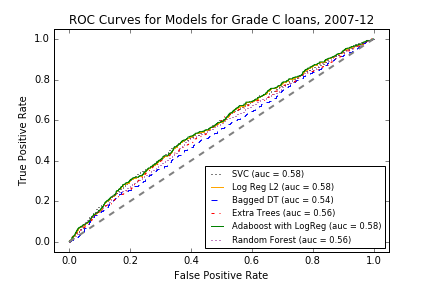 ROC Curves for Models for Grade C loans, 2007-12
True Positive Rate
1.0
0.8
0.6
0.4
0.2
0.0
SVC (auc = 0.58)
Log Reg L2 (auc = 0.58)
Bagged DT (auc = 0.54)
Extra Trees (auc = 0.56)
Adaboost with LogReg (auc = 0.58)
Random Forest (auc = 0.56)
0.0 0.2 0.4 0.6 0.8 1.0
False Positive Rate